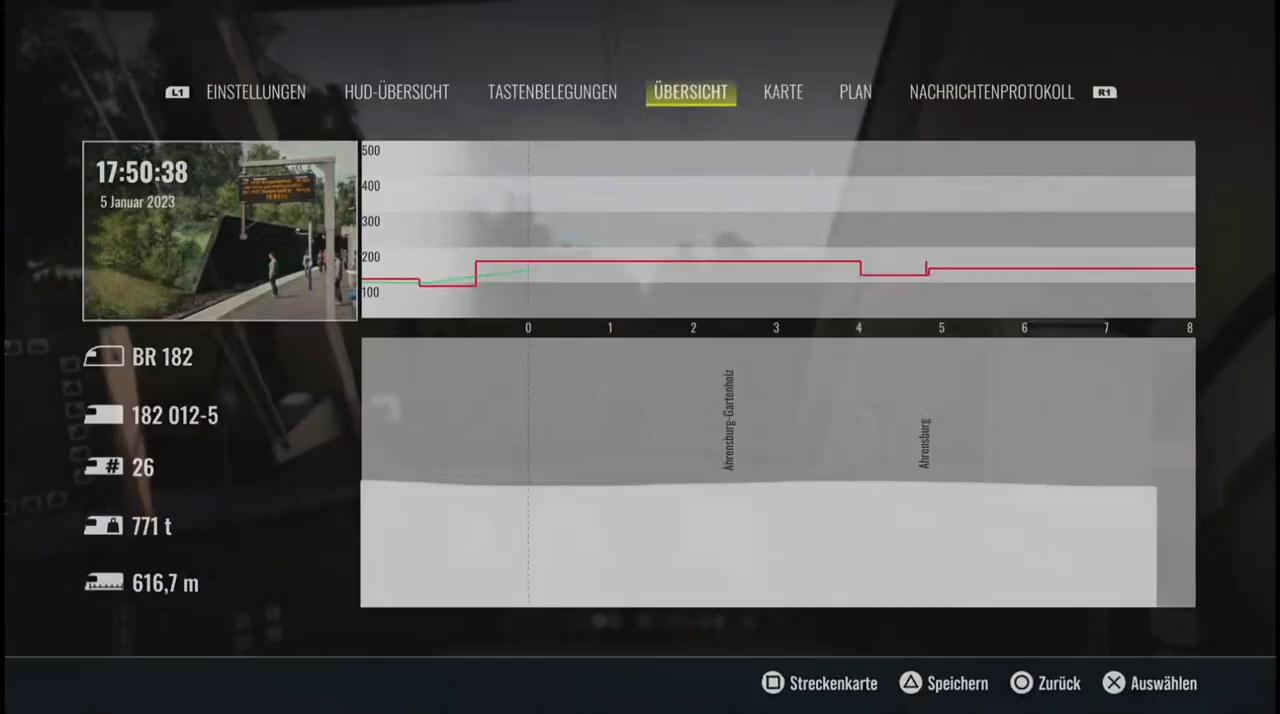 L1 EINSTELLUNGEN HUD-ÜBERSICHT TASTENBELEGUNGEN ÜBERSICHT KARTE PLAN NACHRICHTENPROTOKOLL R1
17:50:38
5 Januar 2023
500
400
300
200
100
0 1 2 3 4 5 6 7 8
BR 182
182 012-5
# 26
771 t
616,7 m
Ahrensburg-Gartenholz
Ahrensburg
Streckenkarte Speichern Zurück Auswählen